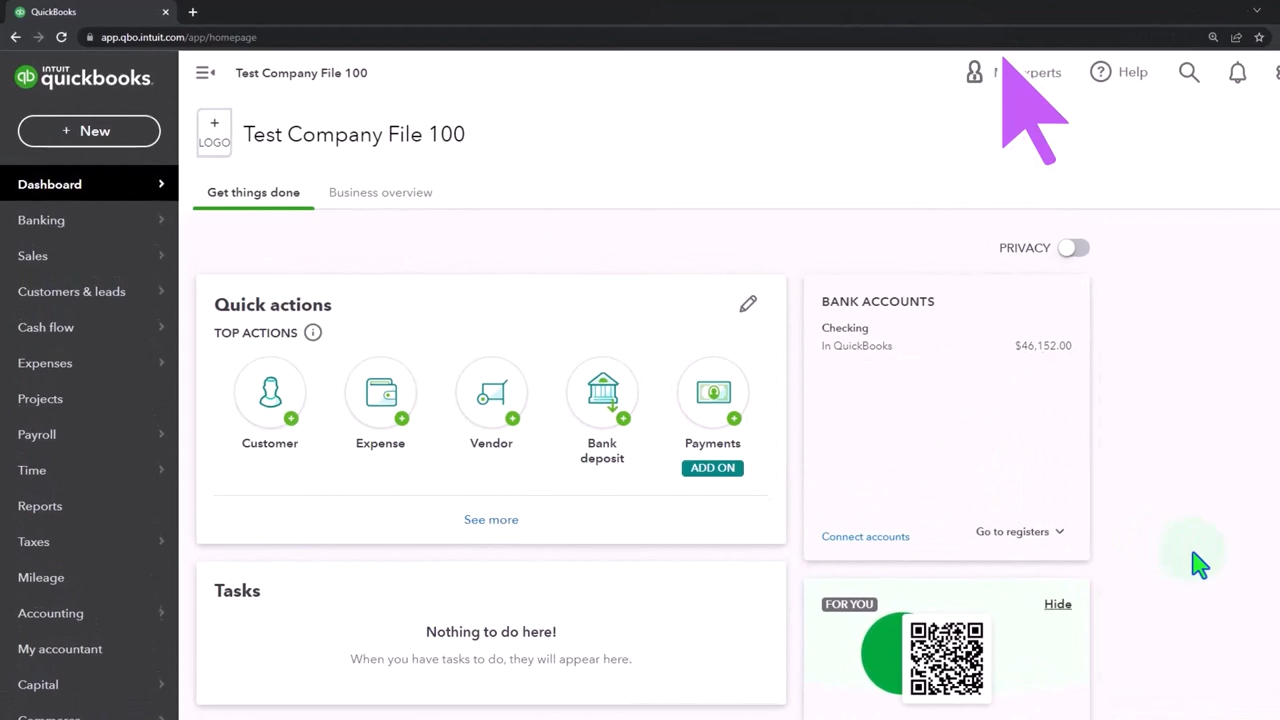 QuickBooks
app.qbo.intuit.com/app/homepage
INTUIT
quickbooks.
Test Company File 100
Help
+ New
+
LOGO
Test Company File 100
Dashboard
Get things done
Business overview
Banking
Sales
PRIVACY
Customers & leads
Quick actions
BANK ACCOUNTS
TOP ACTIONS
Checking
Cash flow
In QuickBooks
$46,152.00
Expenses
Projects
Payroll
Customer
Expense
Vendor
Bank
deposit
Payments
ADD ON
Time
Reports
See more
Connect accounts
Go to registers
Taxes
Mileage
Tasks
FOR YOU
Hide
Accounting
Nothing to do here!
My accountant
When you have tasks to do, they will appear here.
Capital